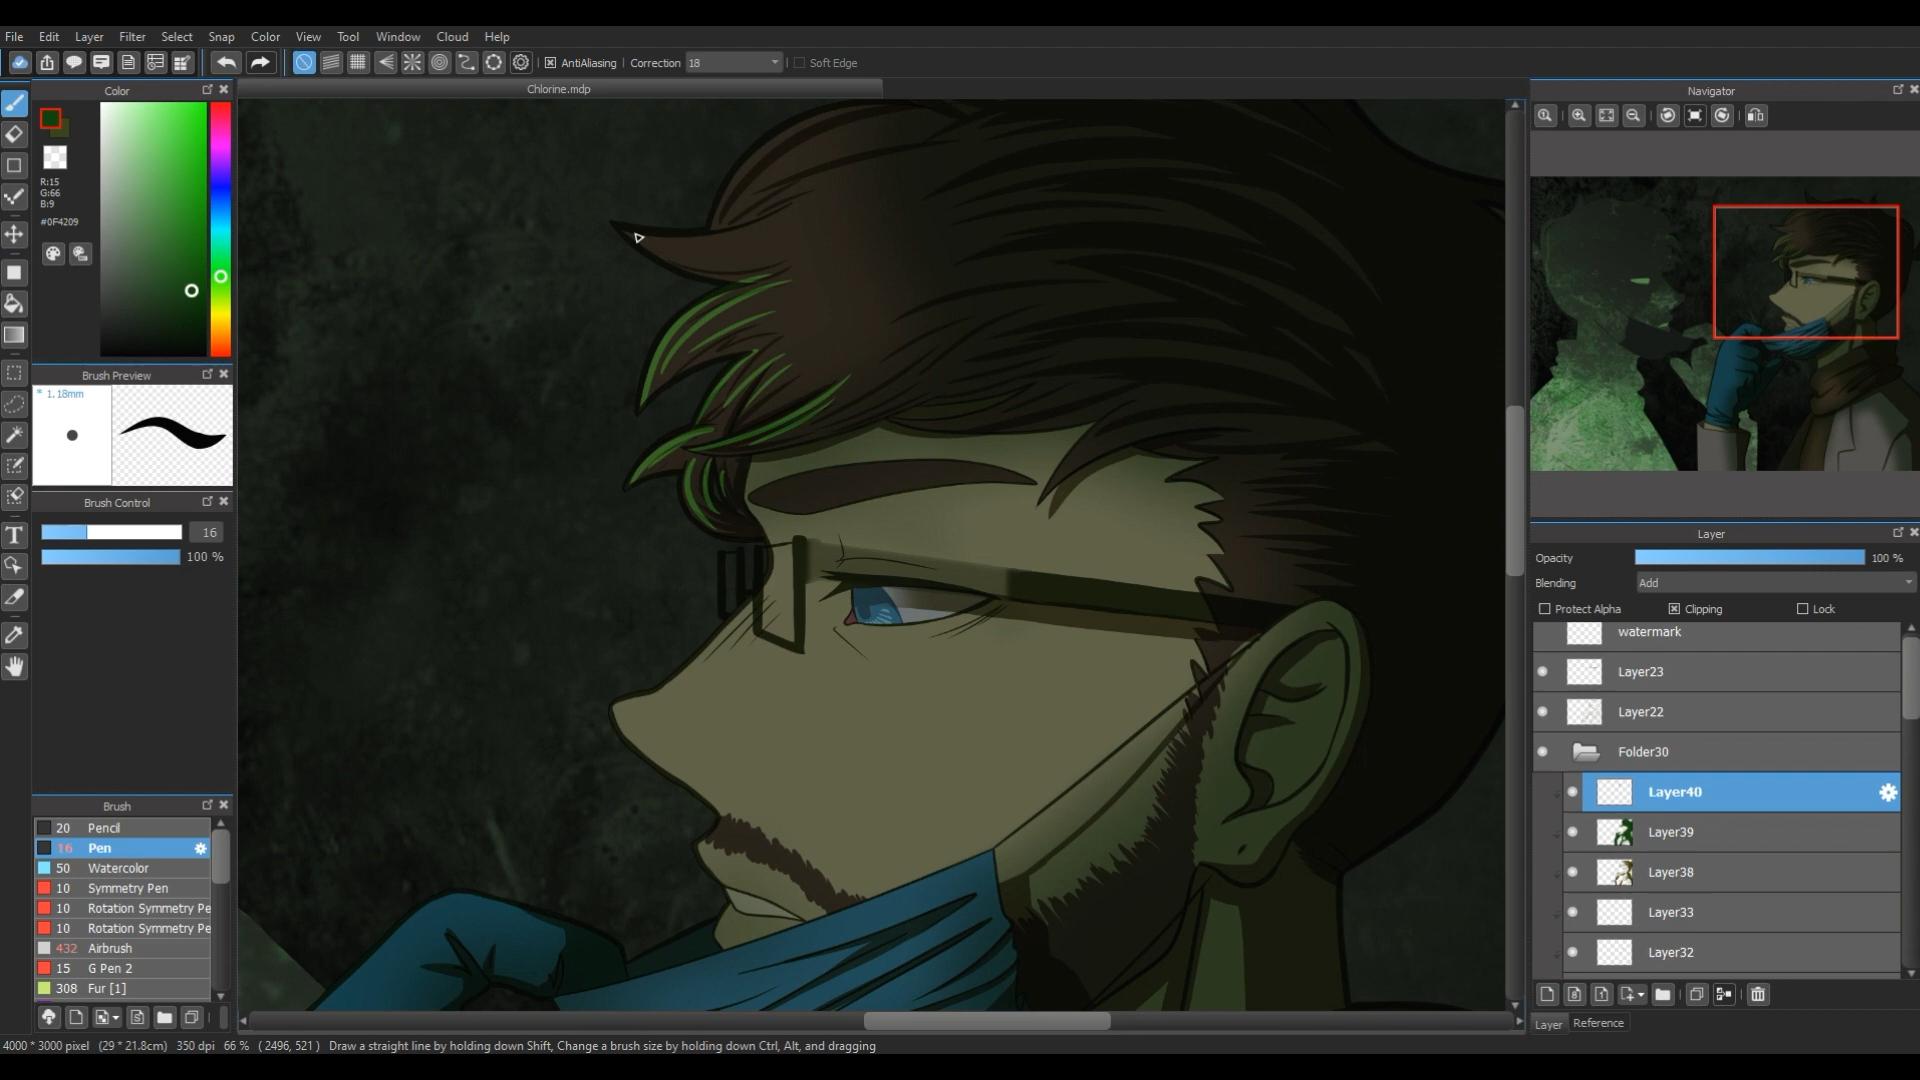 File Edit Layer Filter Select Snap Color View Tool Window Cloud Help
AntiAliasing Correction 18 Soft Edge
Color
Chlorine.mdp
Navigator
R:15
G:66
B:9
#0F4209
Brush Preview
* 1.18mm
Brush Control
16
100 %
Brush
20 Pencil
16 Pen
50 Watercolor
10 Symmetry Pen
10 Rotation Symmetry Pe
10 Rotation Symmetry Pe
432 Airbrush
15 G Pen 2
308 Fur [1]
Layer
Opacity 100 %
Blending Add
Protect Alpha Clipping Lock
watermark
Layer23
Layer22
Folder30
Layer40
Layer39
Layer38
Layer33
Layer32
Layer Reference
4000 * 3000 pixel (29 * 21.8cm) 350 dpi 66 % ( 2496, 521 ) Draw a straight line by holding down Shift, Change a brush size by holding down Ctrl, Alt, and dragging